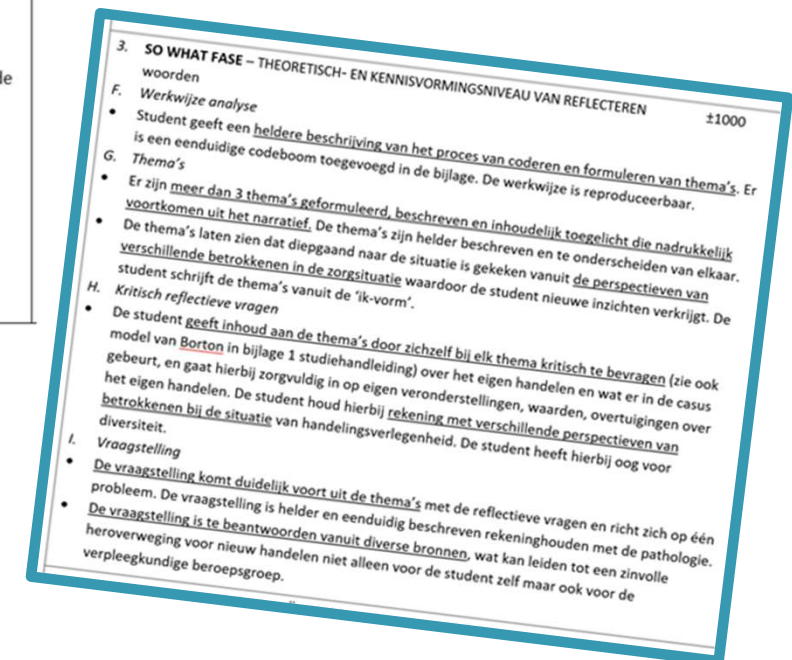 de
3. SO WHAT FASE – THEORETISCH- EN KENNISVORMINGSNIVEAU VAN REFLECTEREN ±1000
woorden
F. Werkwijze analyse
• Student geeft een heldere beschrijving van het proces van coderen en formuleren van thema's. Er
is een eenduidige codeboom toegevoegd in de bijlage. De werkwijze is reproduceerbaar.
G. Thema's
• Er zijn meer dan 3 thema's geformuleerd, beschreven en inhoudelijk toegelicht die nadrukkelijk
voortkomen uit het narratief. De thema's zijn helder beschreven en te onderscheiden van elkaar.
• De thema's laten zien dat diepgaand naar de situatie is gekeken vanuit de perspectieven van
verschillende betrokkenen in de zorgsituatie waardoor de student nieuwe inzichten verkrijgt. De
student schrijft de thema's vanuit de 'ik-vorm'.
H. Kritisch reflectieve vragen
• De student geeft inhoud aan de thema's door zichzelf bij elk thema kritisch te bevragen (zie ook
model van Borton in bijlage 1 studiehandleiding) over het eigen handelen en wat er in de casus
gebeurt, en gaat hierbij zorgvuldig in op eigen veronderstellingen, waarden, overtuigingen over
het eigen handelen. De student houd hierbij rekening met verschillende perspectieven van
betrokkenen bij de situatie van handelingsverlegenheid. De student heeft hierbij oog voor
diversiteit.
I. Vraagstelling
• De vraagstelling komt duidelijk voort uit de thema's met de reflectieve vragen en richt zich op één
probleem. De vraagstelling is helder en eenduidig beschreven rekeninghouden met de pathologie.
• De vraagstelling is te beantwoorden vanuit diverse bronnen, wat kan leiden tot een zinvolle
heroverweging voor nieuw handelen niet alleen voor de student zelf maar ook voor de
verpleegkundige beroepsgroep.